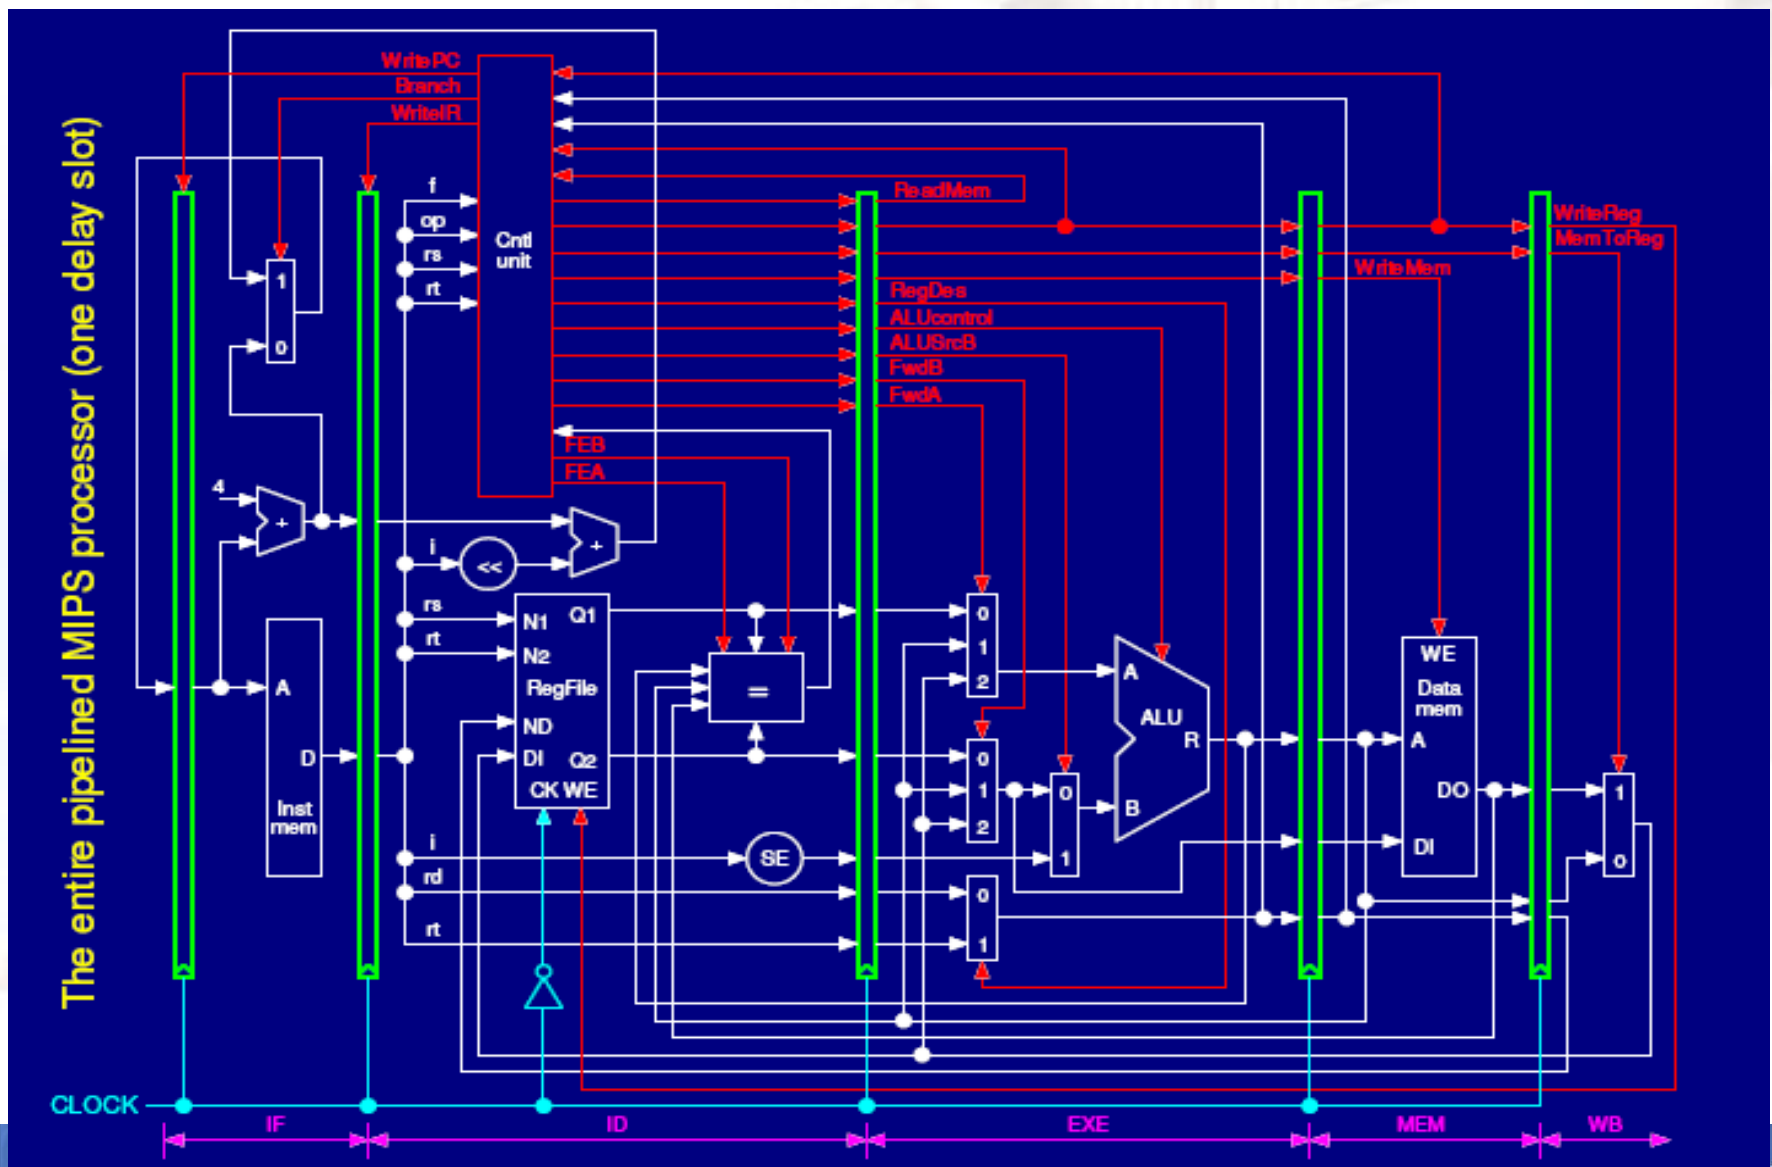 The entire pipelined MIPS processor (one delay slot)
WritePC
Branch
WriteIR
f
op
rs
rt
Cntl
unit
ReadMem
WriteReg
MemToReg
WriteMem
RegDes
ALUcontrol
ALUSrcB
FwdB
FwdA
FEB
FEA
1
0
4
+
i
<<
+
rs
rt
N1
Q1
N2
RegFile
ND
DI
Q2
CK WE
=
A
D
Inst
mem
i
SE
rd
rt
0
1
2
0
1
2
0
1
0
1
A
ALU
R
B
WE
Data
mem
A
DO
DI
1
0
CLOCK
IF
ID
EXE
MEM
WB